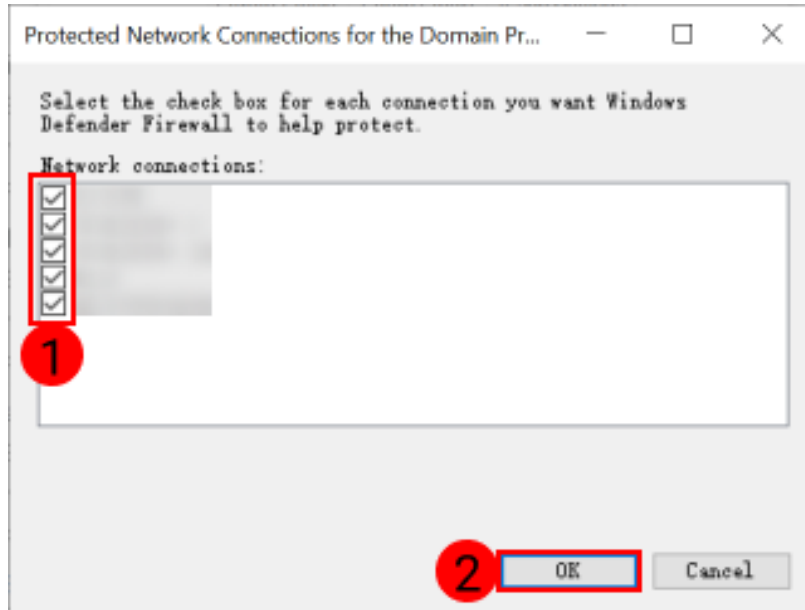 Protected Network Connections for the Domain Pr...
Select the check box for each connection you want Windows
Defender Firewall to help protect.
Network connections:
1
2
OK
Cancel